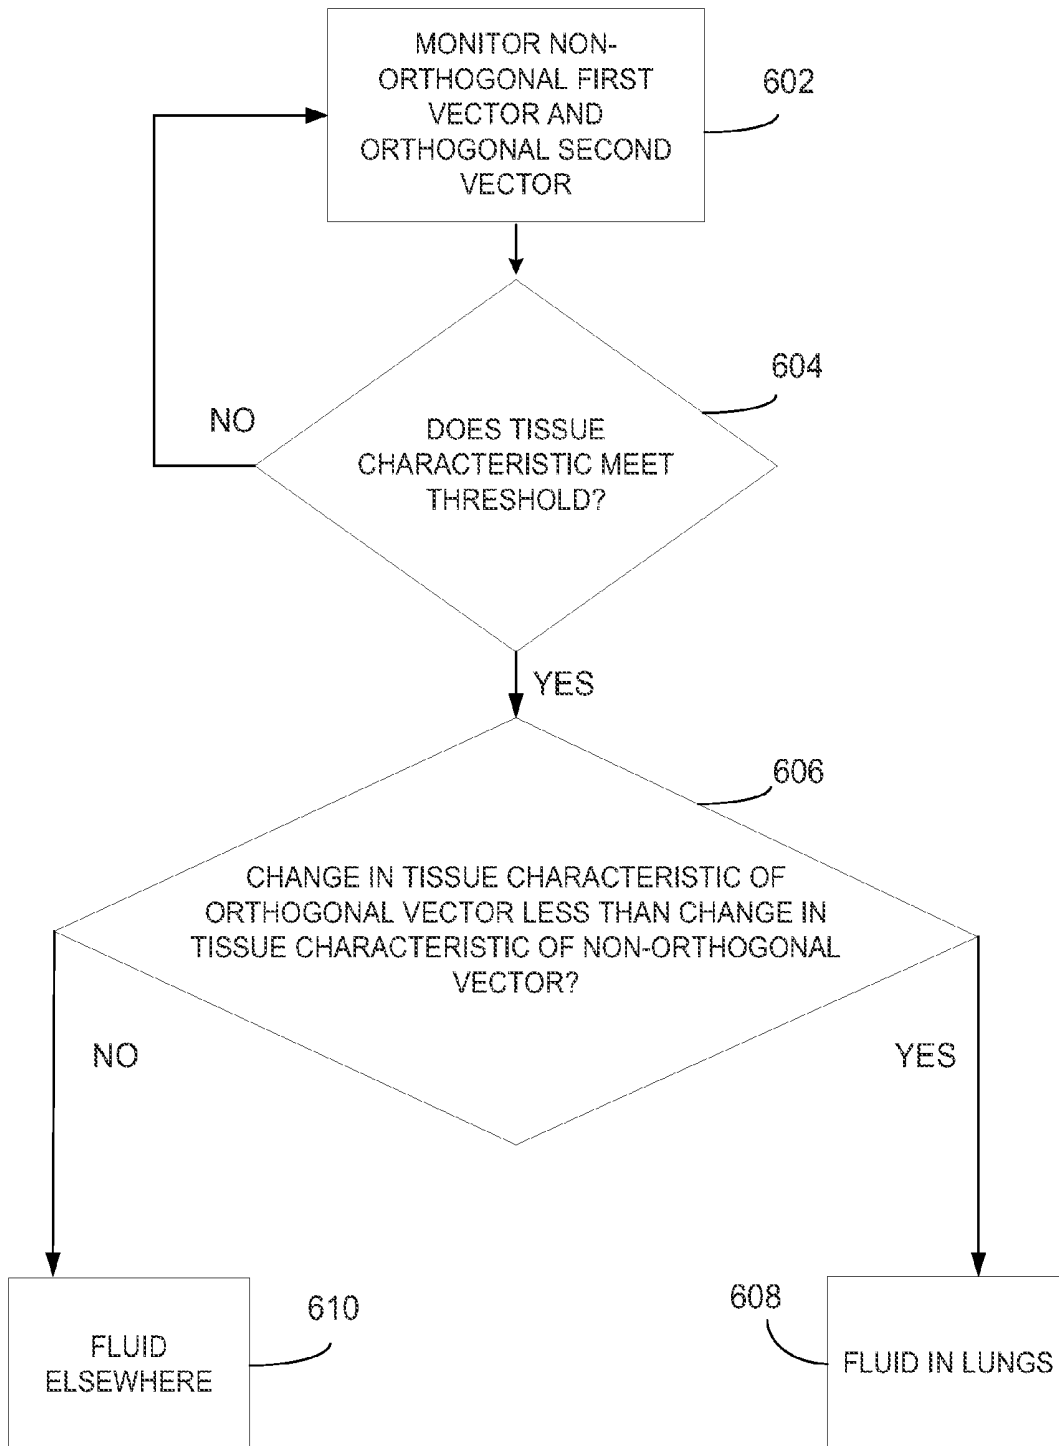 MONITOR NON-
ORTHOGONAL FIRST
VECTOR AND
ORTHOGONAL SECOND
VECTOR
602
604
DOES TISSUE
CHARACTERISTIC MEET
THRESHOLD?
NO
YES
606
CHANGE IN TISSUE CHARACTERISTIC OF
ORTHOGONAL VECTOR LESS THAN CHANGE IN
TISSUE CHARACTERISTIC OF NON-ORTHOGONAL
VECTOR?
NO
YES
FLUID
ELSEWHERE
610
608
FLUID IN LUNGS